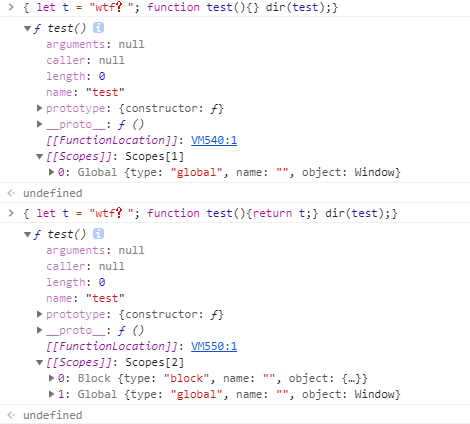 > { let t = "wtf❓"; function test(){} dir(test);}
▼ƒ test() i
arguments: null
caller: null
length: 0
name: "test"
▶prototype: {constructor: ƒ}
▶__proto__: ƒ ()
[[FunctionLocation]]: VM540:1
▼[[Scopes]]: Scopes[1]
▶0: Global {type: "global", name: "", object: Window}
undefined
> { let t = "wtf❓"; function test(){return t;} dir(test);}
▼ƒ test() i
arguments: null
caller: null
length: 0
name: "test"
▶prototype: {constructor: ƒ}
▶__proto__: ƒ ()
[[FunctionLocation]]: VM550:1
▼[[Scopes]]: Scopes[2]
▶0: Block {type: "block", name: "", object: {…}}
▶1: Global {type: "global", name: "", object: Window}
undefined